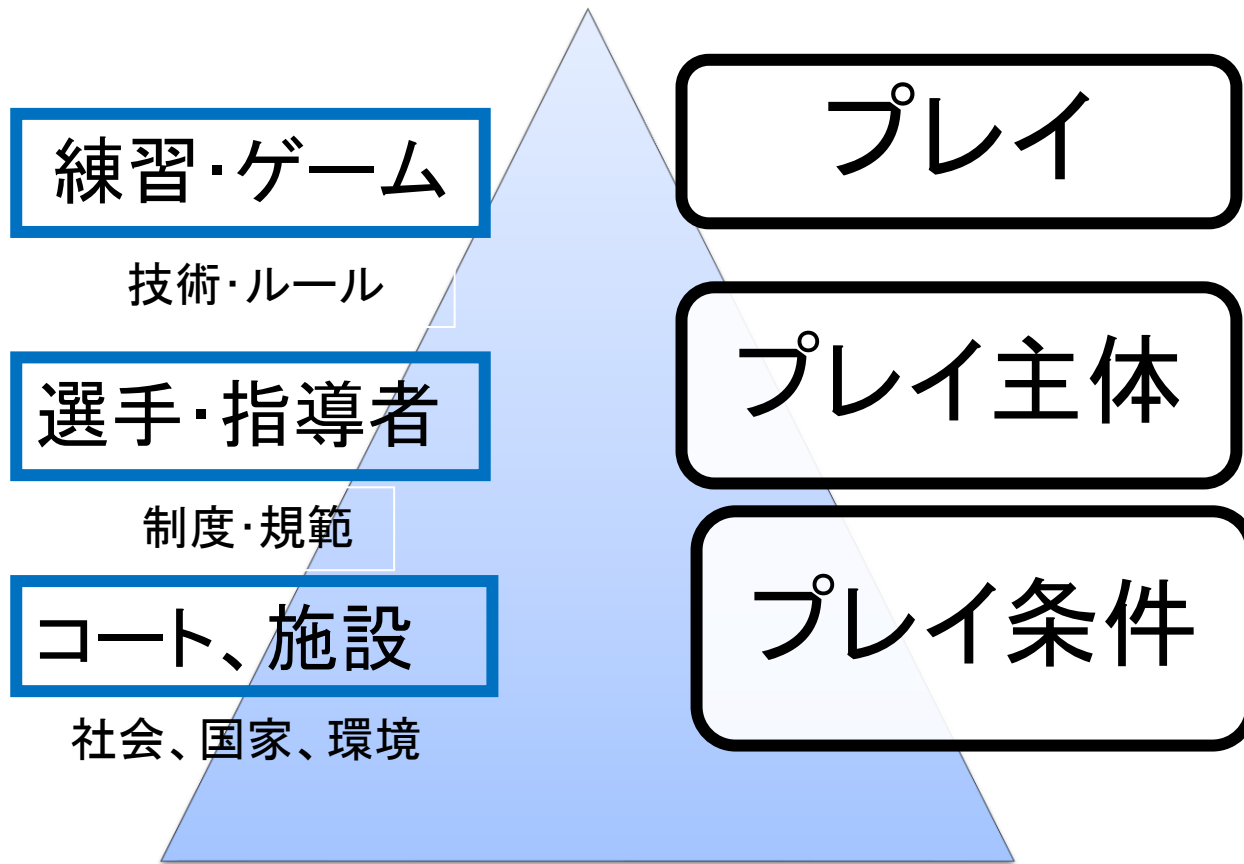 練習・ゲーム
技術・ルール
選手・指導者
制度・規範
コート、施設
社会、国家、環境
プレイ
プレイ主体
プレイ条件